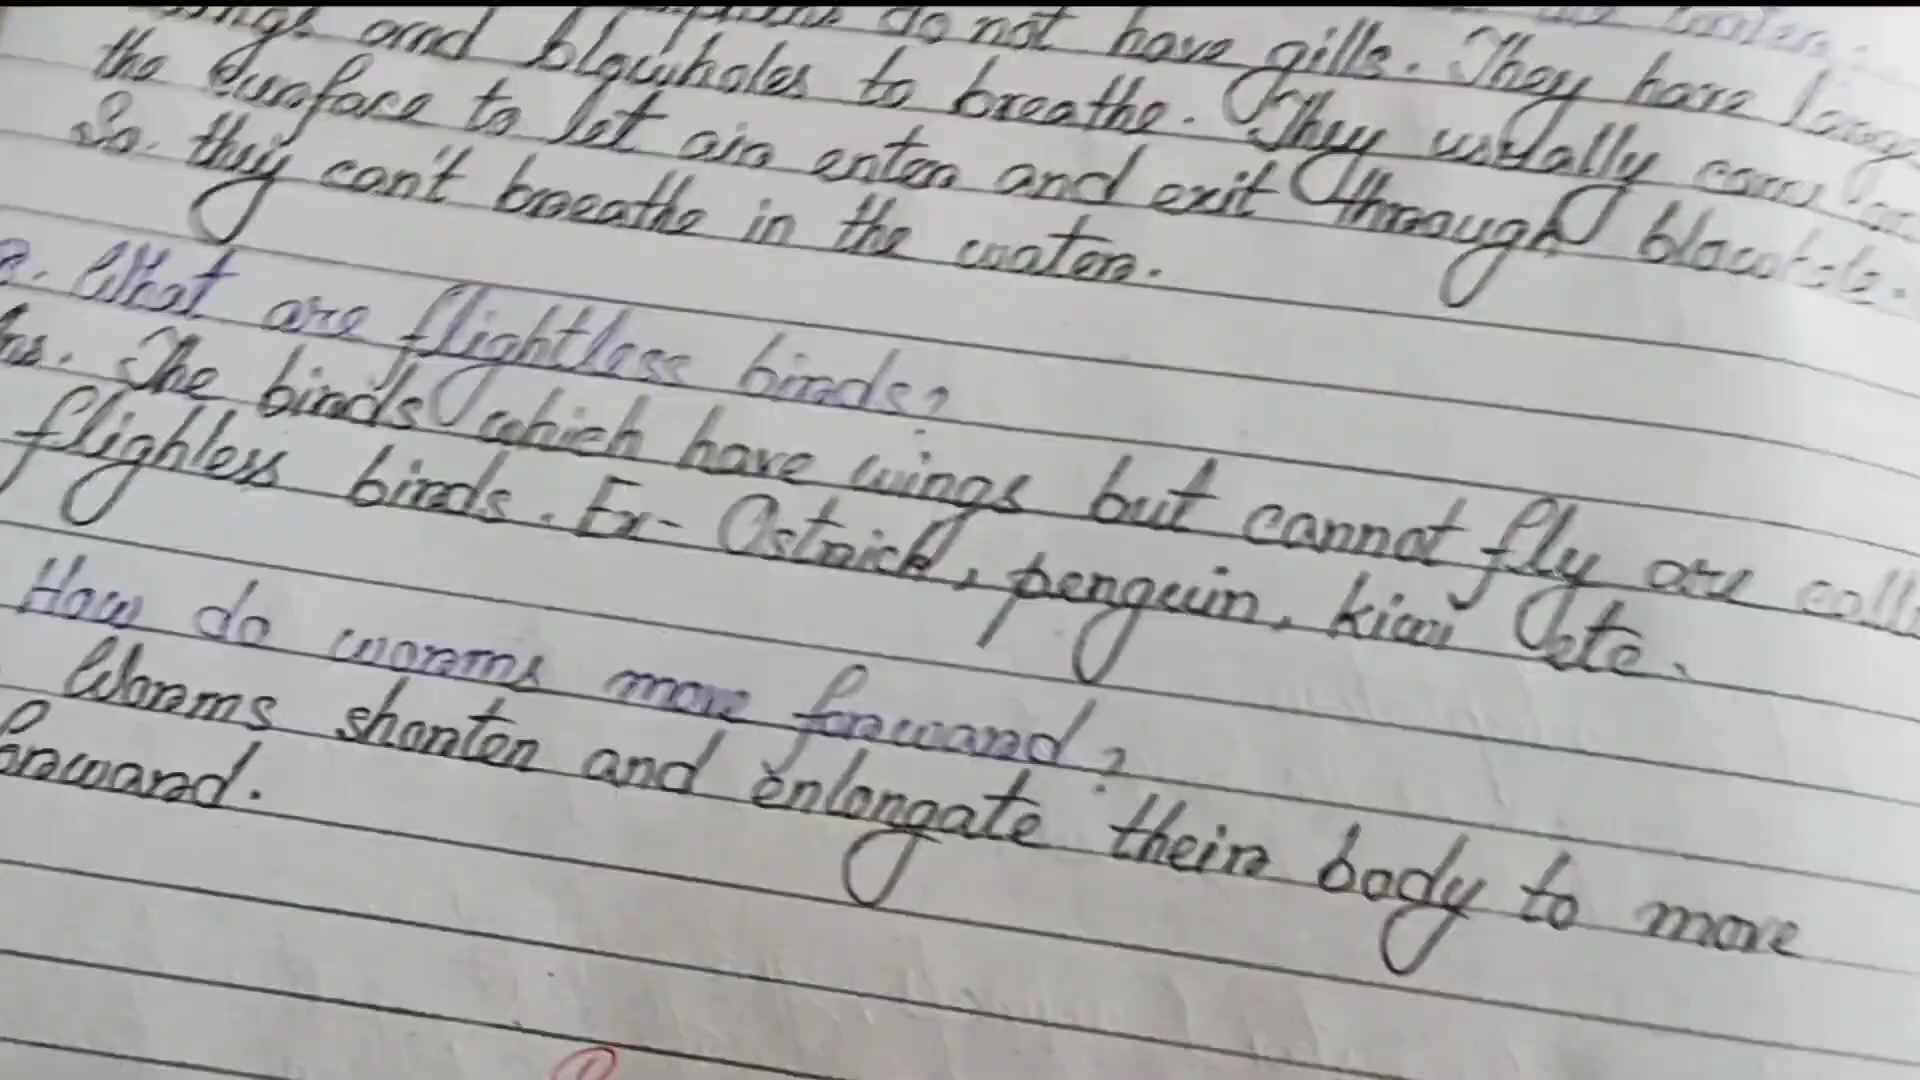 water.
do not have gills. They have
and blowholes to breathe. They usually
the surface to let air enter and exit through blowhole.
So, they can't breathe in the water.
What are flightless birds?
Ans. The birds which have wings but cannot fly are
flighless birds. Ex- Ostrich, penguin, kiwi etc.
How do worms move forward?
Worms shorten and enlongate their body to move
forward.